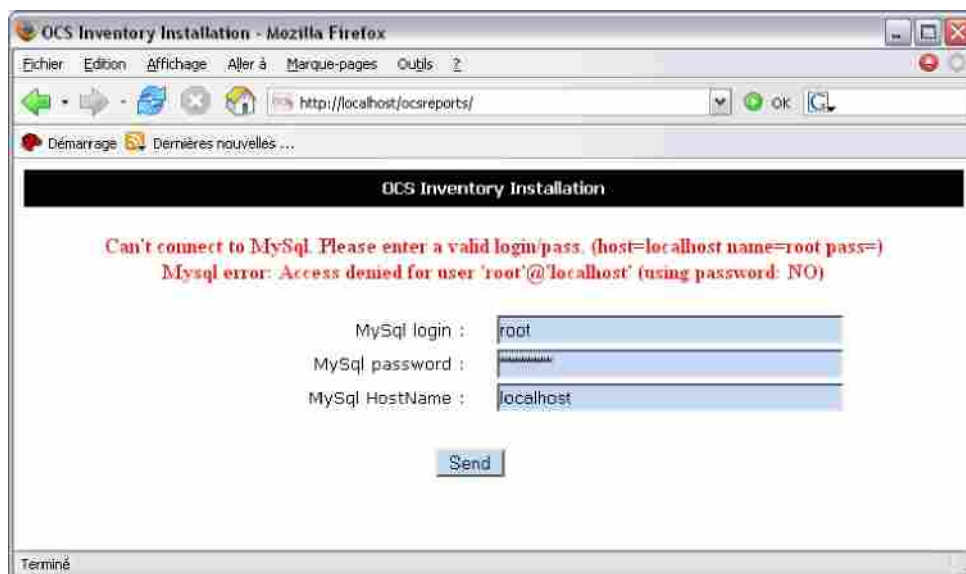 OCS Inventory Installation - Mozilla Firefox
Fichier Edition Affichage Aller à Marque-pages Outils ?
http://localhost/ocsreports/ OK G
Démarrage Dernières nouvelles ...
OCS Inventory Installation
Can't connect to MySql. Please enter a valid login/pass. (host=localhost name=root pass=)
Mysql error: Access denied for user 'root'@'localhost' (using password: NO)
MySql login : root
MySql password :
MySql HostName : localhost
Send
Terminé